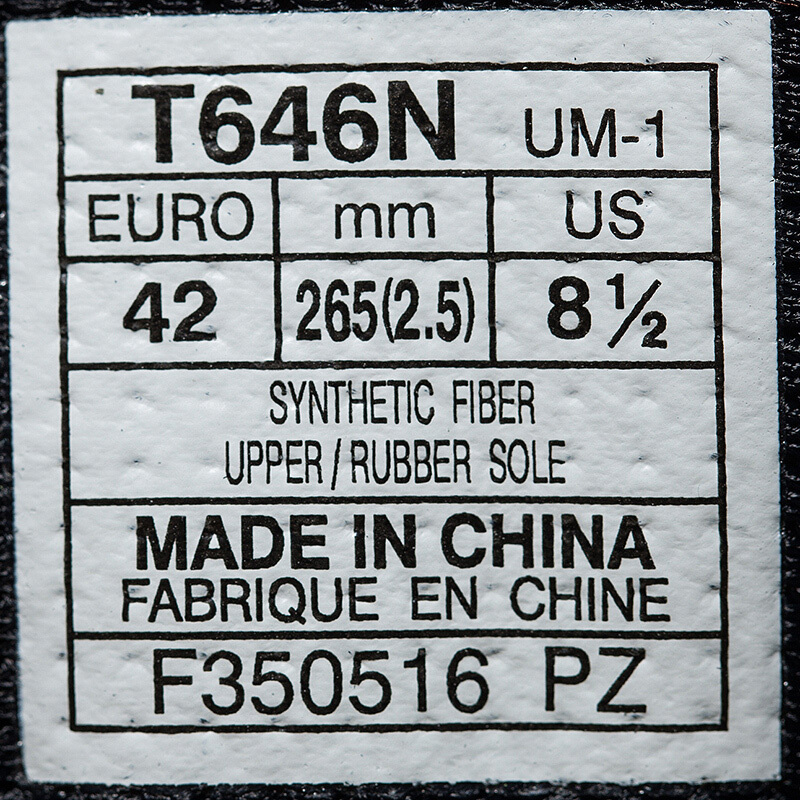 T646N UM-1
EURO mm US
42 265(2.5) 8½
SYNTHETIC FIBER
UPPER/RUBBER SOLE
MADE IN CHINA
FABRIQUE EN CHINE
F350516 PZ